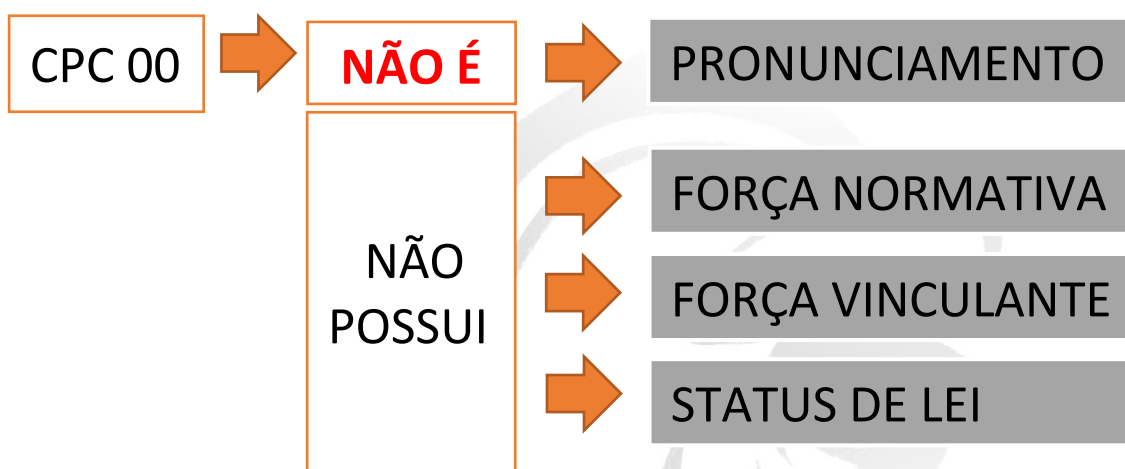 CPC 00
NÃO É
PRONUNCIAMENTO
NÃO
POSSUI
FORÇA NORMATIVA
FORÇA VINCULANTE
STATUS DE LEI